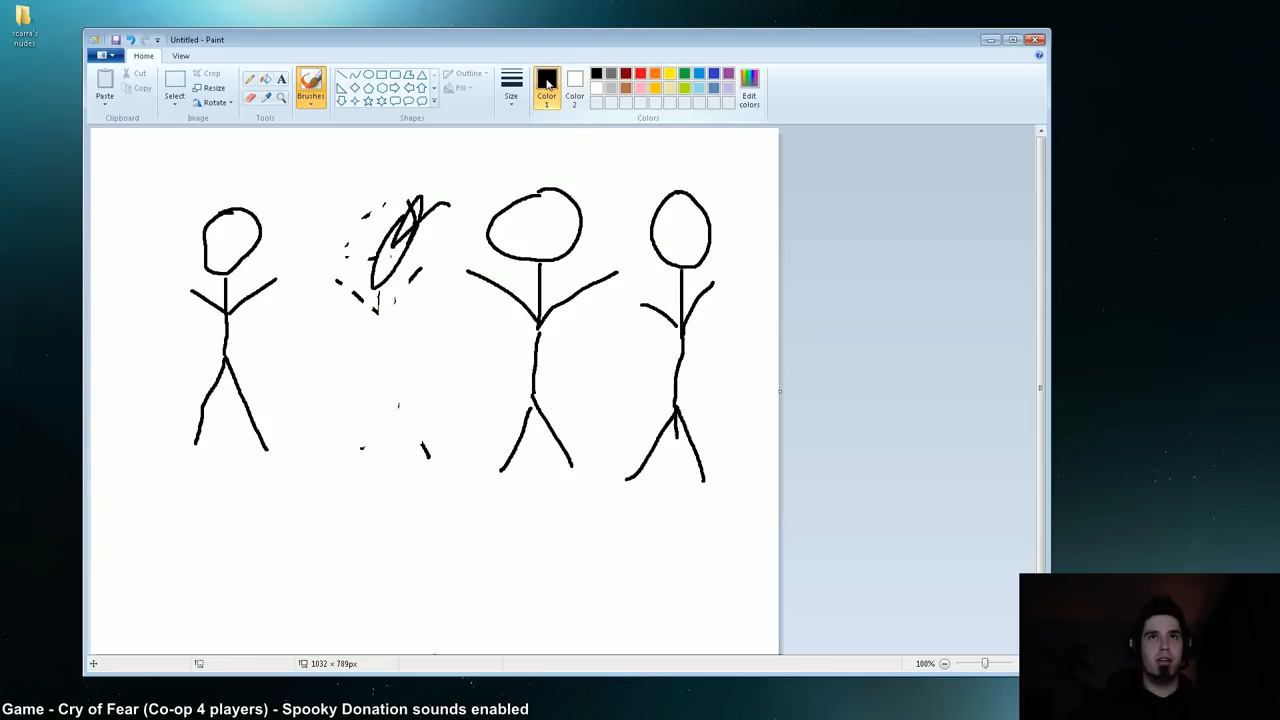 scarra's
nudes
Untitled - Paint
Home
View
Paste
Cut
Copy
Clipboard
Select
Crop
Resize
Rotate
Image
A
Tools
Brushes
Outline
Fill
Shapes
Size
Color
1
Color
2
Edit
colors
Colors
1032 × 789px
100%
Game - Cry of Fear (Co-op 4 players) - Spooky Donation sounds enabled